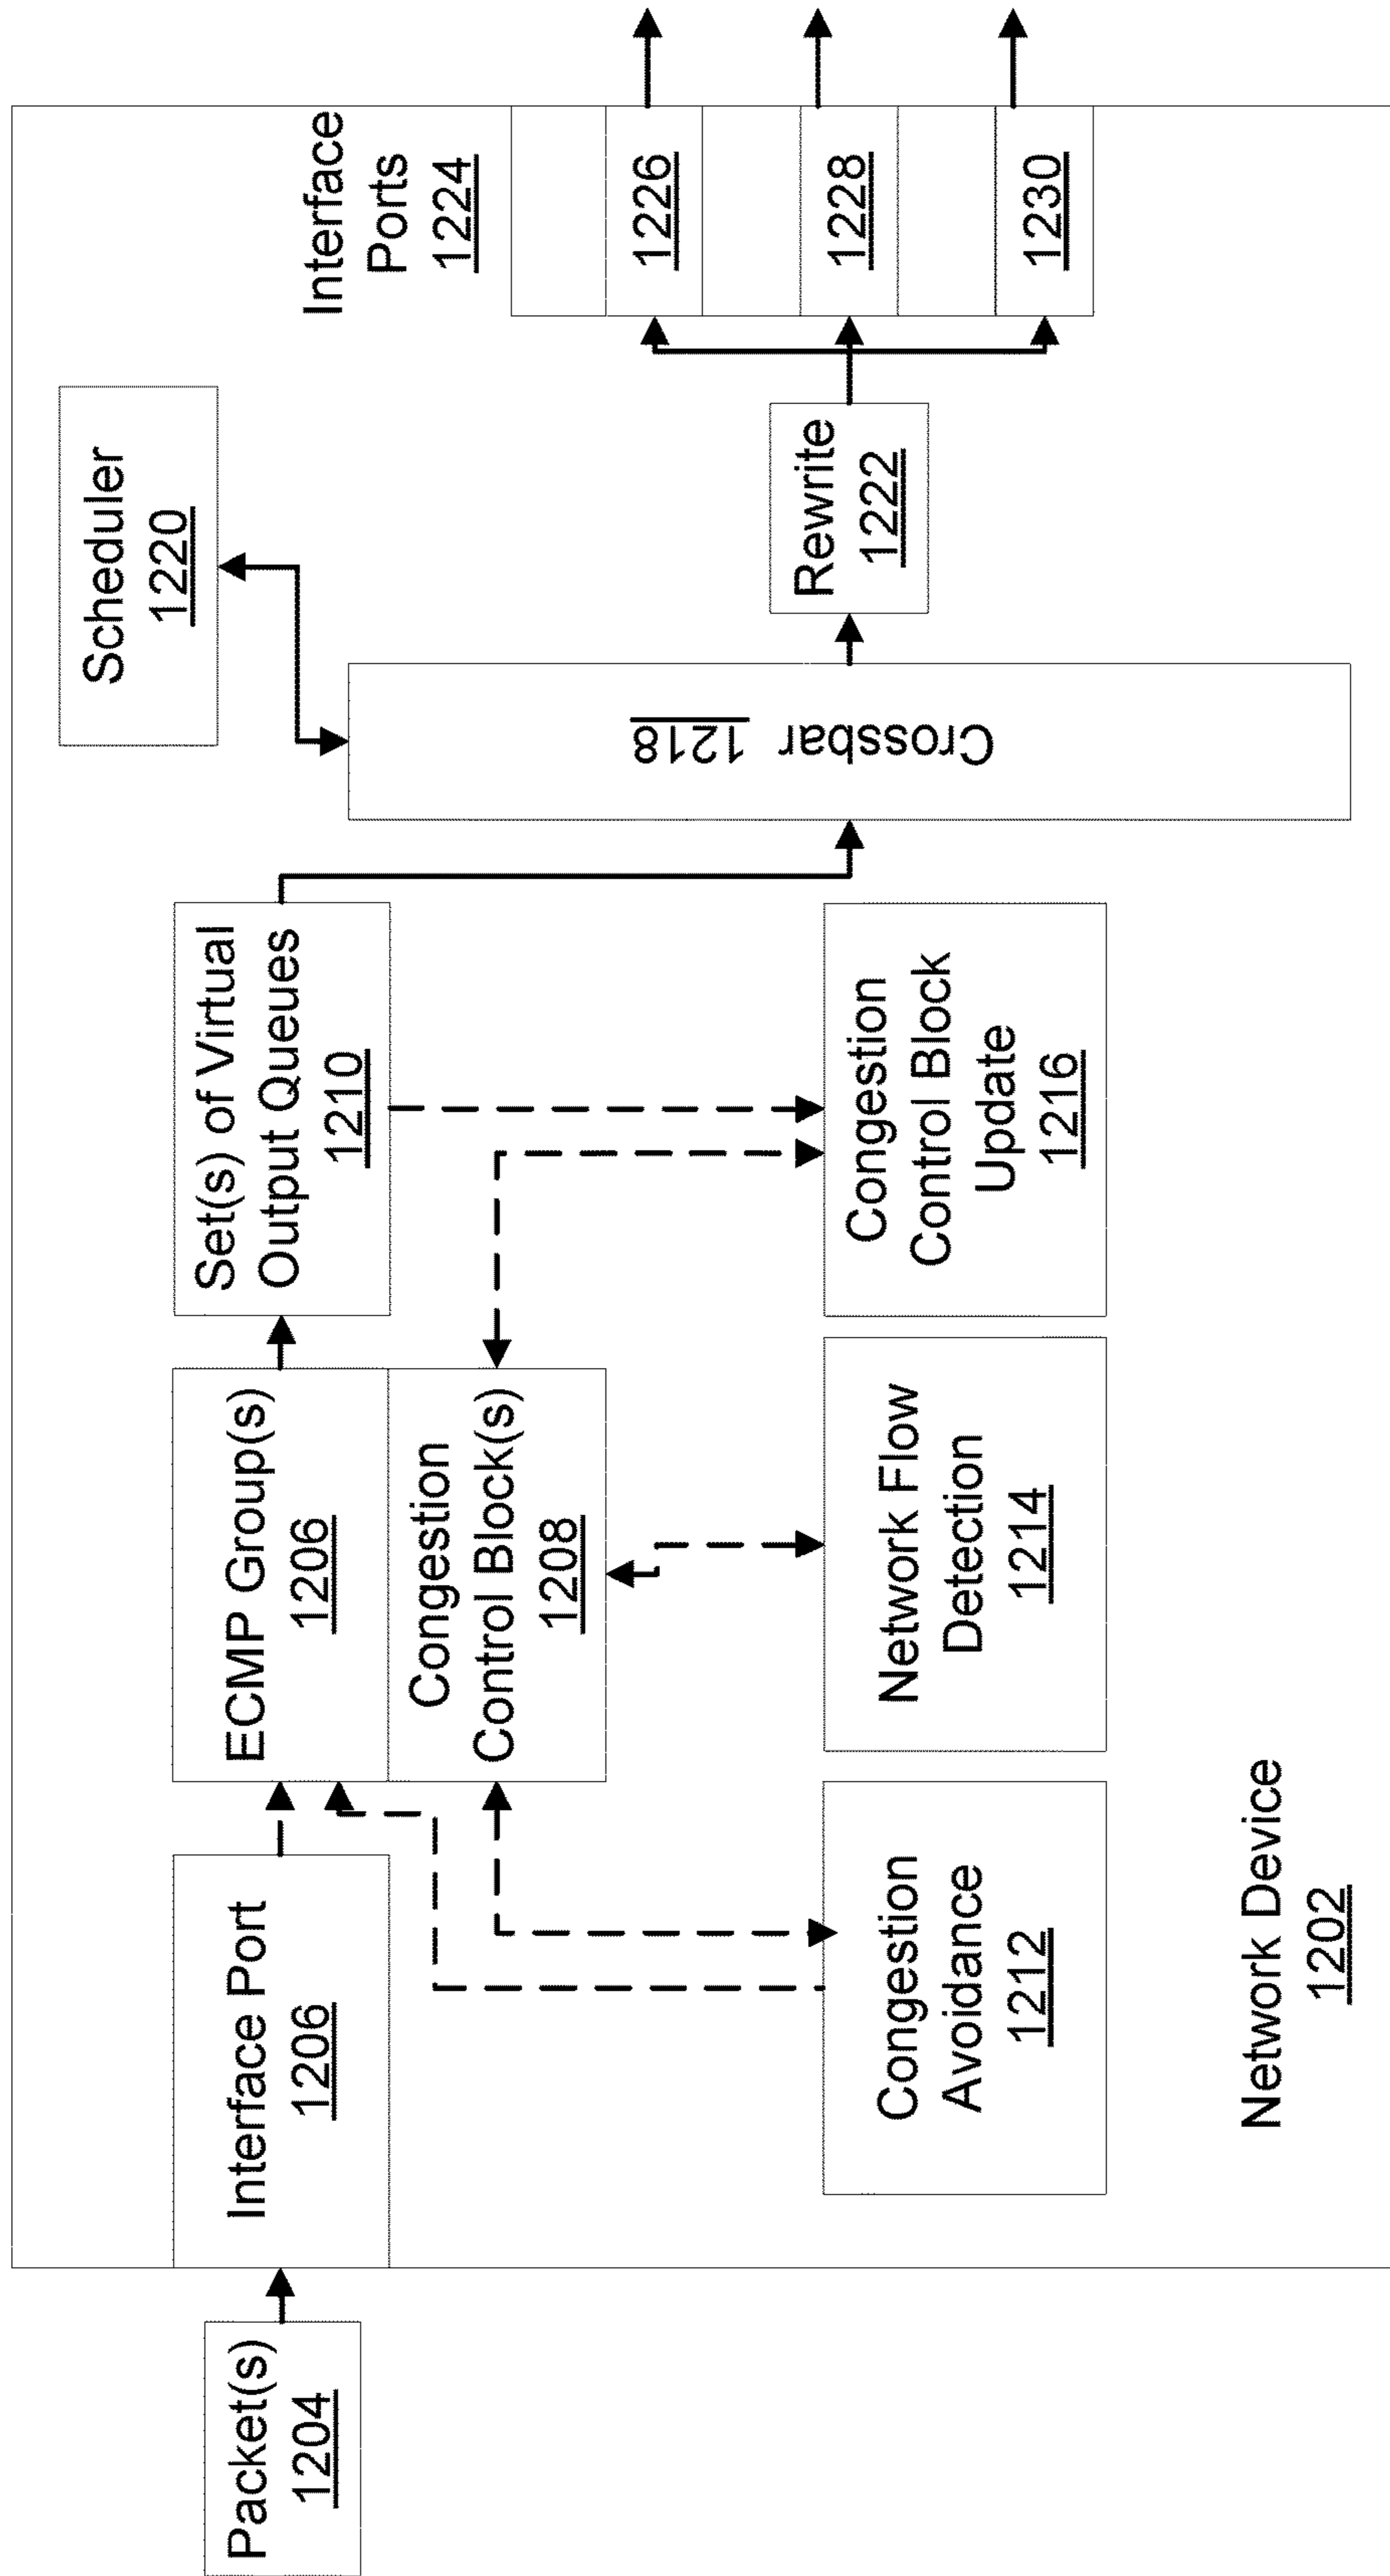 Packet(s)
1204
Interface Port
1206
ECMP Group(s)
1206
Congestion
Control Block(s)
1208
Set(s) of Virtual
Output Queues
1210
Congestion
Avoidance
1212
Network Flow
Detection
1214
Congestion
Control Block
Update
1216
Crossbar 1218
Scheduler
1220
Rewrite
1222
Interface
Ports
1224
1226
1228
1230
Network Device
1202